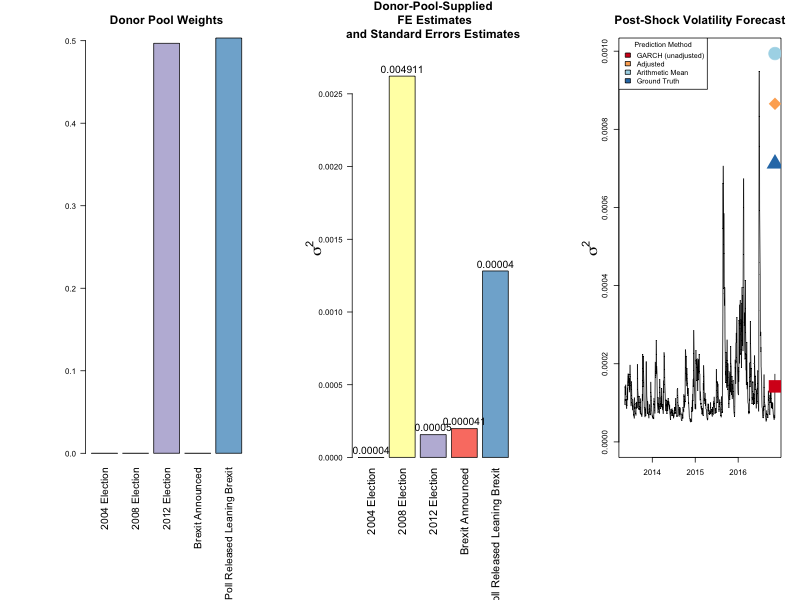 Donor Pool Weights
0.5
0.4
0.3
0.2
0.1
0.0
2004 Election
2008 Election
2012 Election
Brexit Announced
Poll Released Leaning Brexit
Donor-Pool-Supplied
FE Estimates
and Standard Errors Estimates
σ²
0.0025
0.0020
0.0015
0.0010
0.0005
0.0000
0.00004
0.004911
0.00005
0.000041
0.00004
2004 Election
2008 Election
2012 Election
Brexit Announced
oll Released Leaning Brexit
Post-Shock Volatility Forecast
σ²
0.0010
0.0008
0.0006
0.0004
0.0002
0.0000
Prediction Method
GARCH (unadjusted)
Adjusted
Arithmetic Mean
Ground Truth
2014
2015
2016